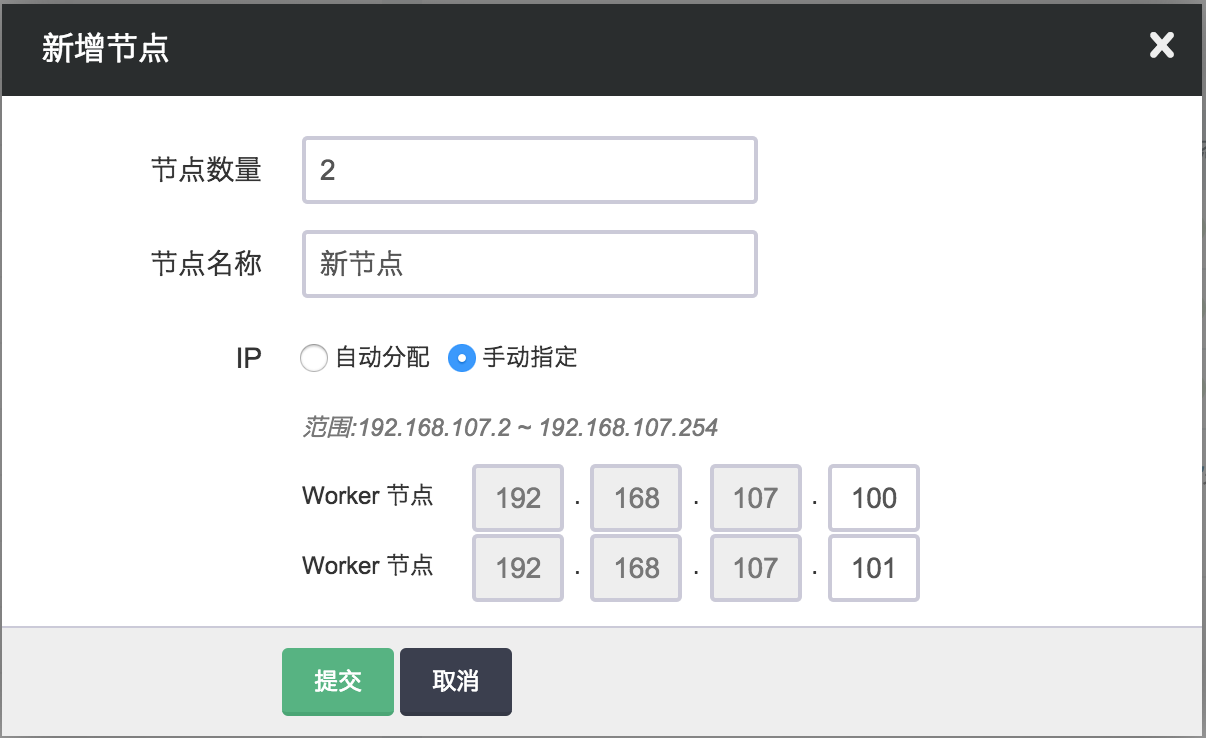 新增节点
节点数量 2
节点名称 新节点
IP 自动分配 手动指定
范围:192.168.107.2 ~ 192.168.107.254
Worker 节点 192 . 168 . 107 . 100
Worker 节点 192 . 168 . 107 . 101
提交 取消